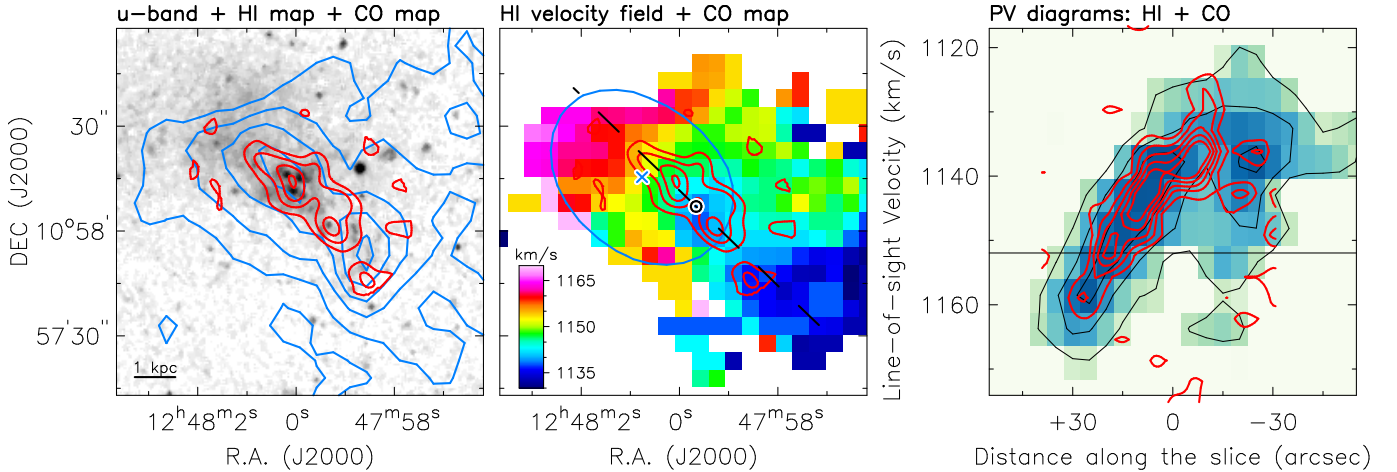 u-band + HI map + CO map
HI velocity field + CO map
PV diagrams: HI + CO
DEC (J2000)
30"
10°58'
57'30"
1 kpc
12h48m2s
0s
47m58s
R.A. (J2000)
km/s
1165
1150
1135
12h48m2s
0s
47m58s
R.A. (J2000)
Line-of-sight Velocity (km/s)
1120
1140
1160
+30
0
−30
Distance along the slice (arcsec)